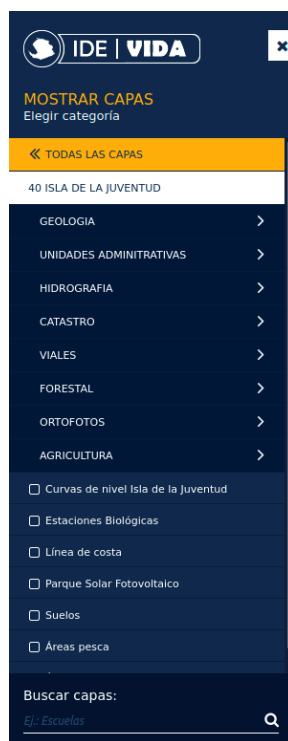 IDE | VIDA
MOSTRAR CAPAS
Elegir categoría
TODAS LAS CAPAS
40 ISLA DE LA JUVENTUD
GEOLOGIA
UNIDADES ADMINITRATIVAS
HIDROGRAFIA
CATASTRO
VIALES
FORESTAL
ORTOFOTOS
AGRICULTURA
Curvas de nivel Isla de la Juventud
Estaciones Biológicas
Línea de costa
Parque Solar Fotovoltaico
Suelos
Áreas pesca
Buscar capas:
Ej.: Escuelas